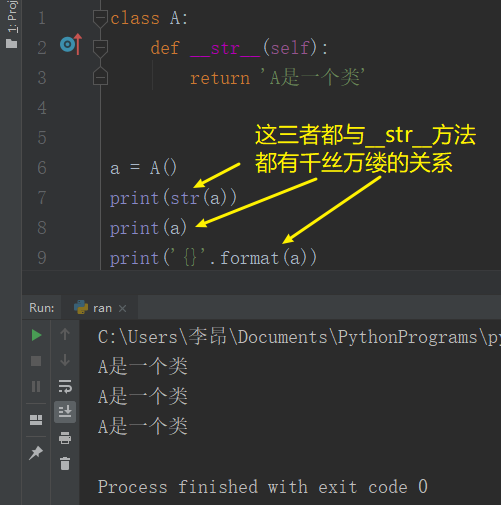 1: Proj
1 class A:
2     def __str__(self):
3         return 'A是一个类'
4
5
6 a = A()
7 print(str(a))
8 print(a)
9 print('{}'.format(a))
这三者都与__str__方法
都有千丝万缕的关系
Run: ran ×
C:\Users\李昂\Documents\PythonPrograms\py
A是一个类
A是一个类
A是一个类
Process finished with exit code 0